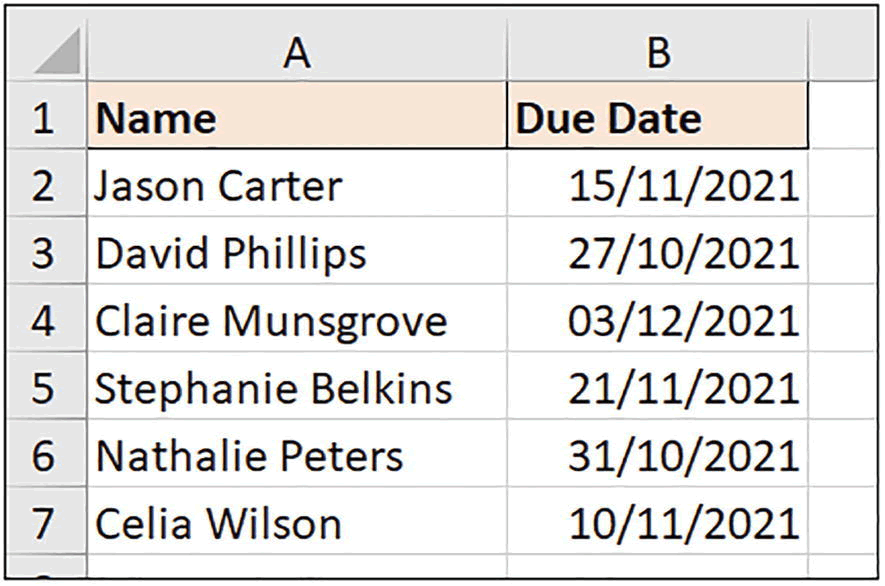 A B
1 Name Due Date
2 Jason Carter 15/11/2021
3 David Phillips 27/10/2021
4 Claire Munsgrove 03/12/2021
5 Stephanie Belkins 21/11/2021
6 Nathalie Peters 31/10/2021
7 Celia Wilson 10/11/2021